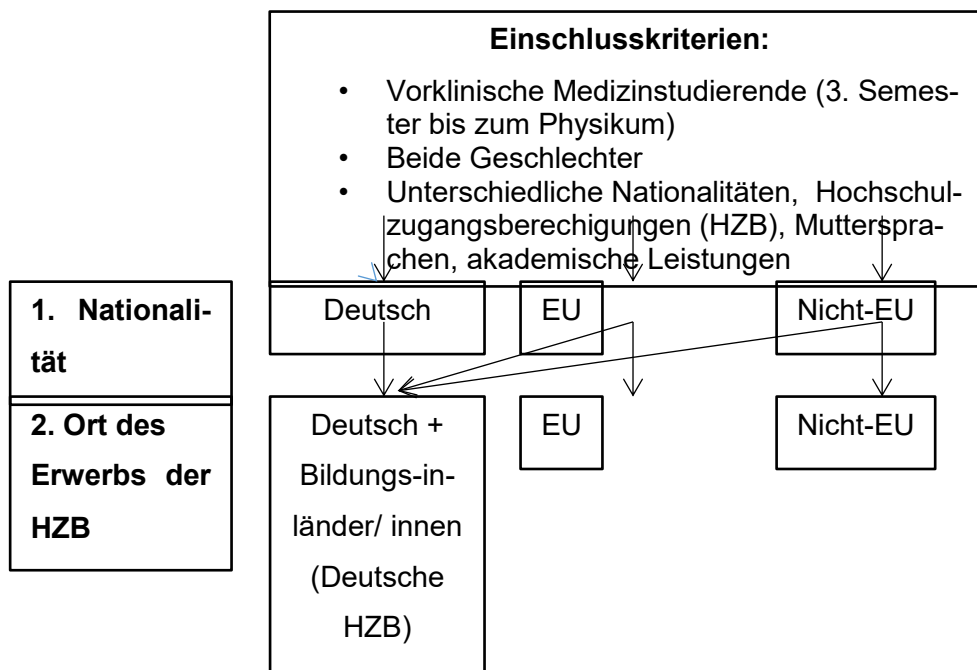 Einschlusskriterien:
• Vorklinische Medizinstudierende (3. Semes-
ter bis zum Physikum)
• Beide Geschlechter
• Unterschiedliche Nationalitäten, Hochschul-
zugangsberechigungen (HZB), Mutterspra-
chen, akademische Leistungen
1. Nationali-
tät
Deutsch
EU
Nicht-EU
2. Ort des
Erwerbs der
HZB
Deutsch +
Bildungs-in-
länder/ innen
(Deutsche
HZB)
EU
Nicht-EU